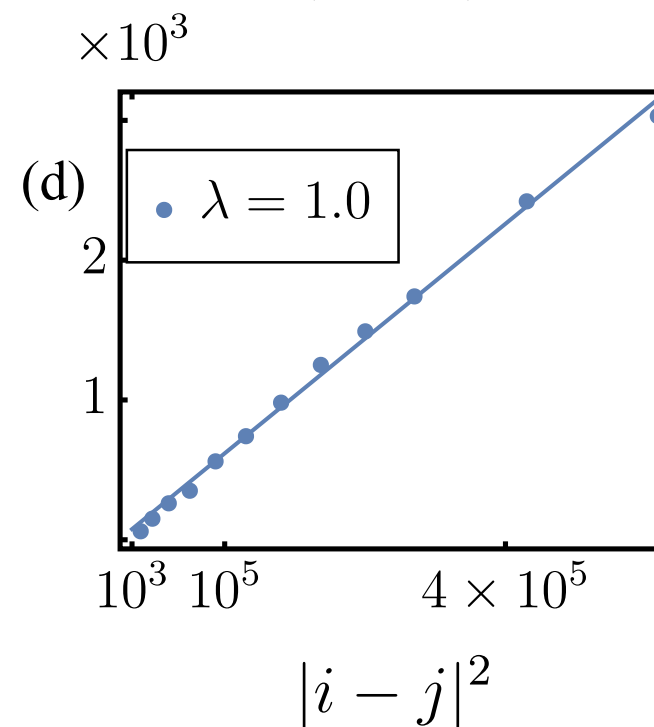 ×10³
(d)
λ = 1.0
2
1
10³ 10⁵ 4 × 10⁵
|i − j|²